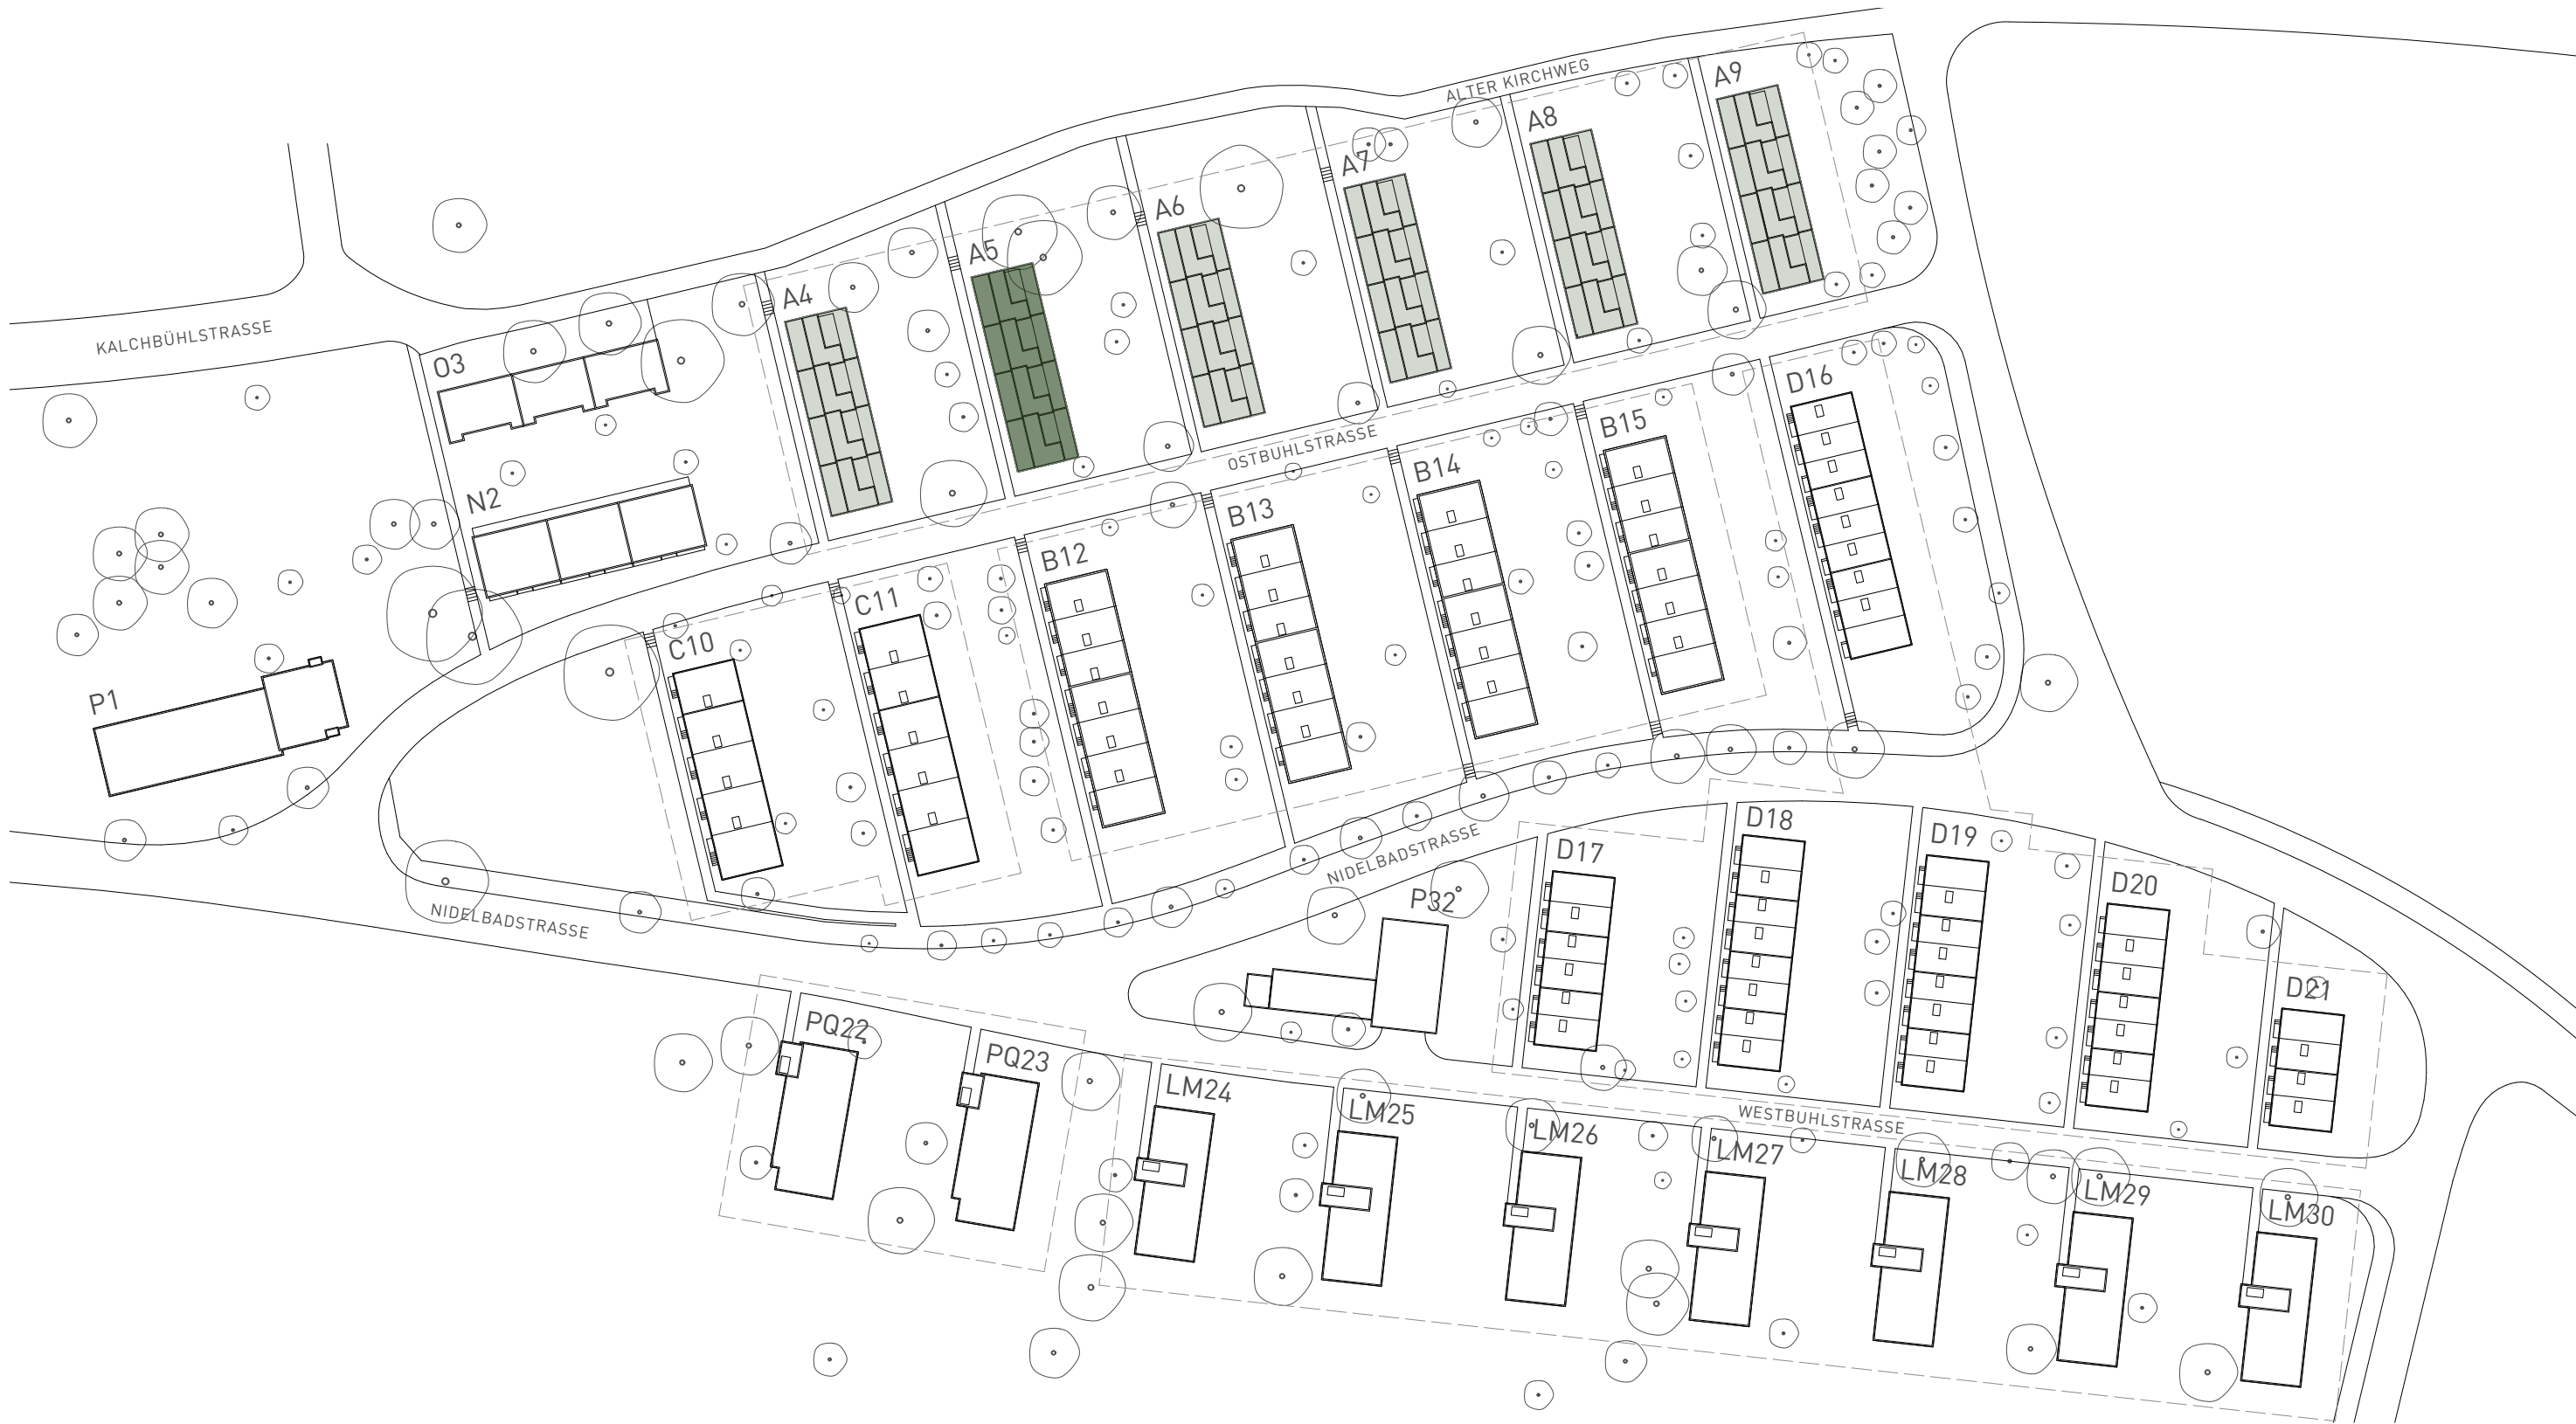 ALTER KIRCHWEG
A9
A8
A7
A6
A5
A4
KALCHBÜHLSTRASSE
O3
N2
P1
OSTBUHLSTRASSE
D16
B15
B14
B13
B12
C11
C10
NIDELBADSTRASSE
NIDELBADSTRASSE
P32
D17
D18
D19
D20
D21
PQ22
PQ23
WESTBUHLSTRASSE
LM24
LM25
LM26
LM27
LM28
LM29
LM30